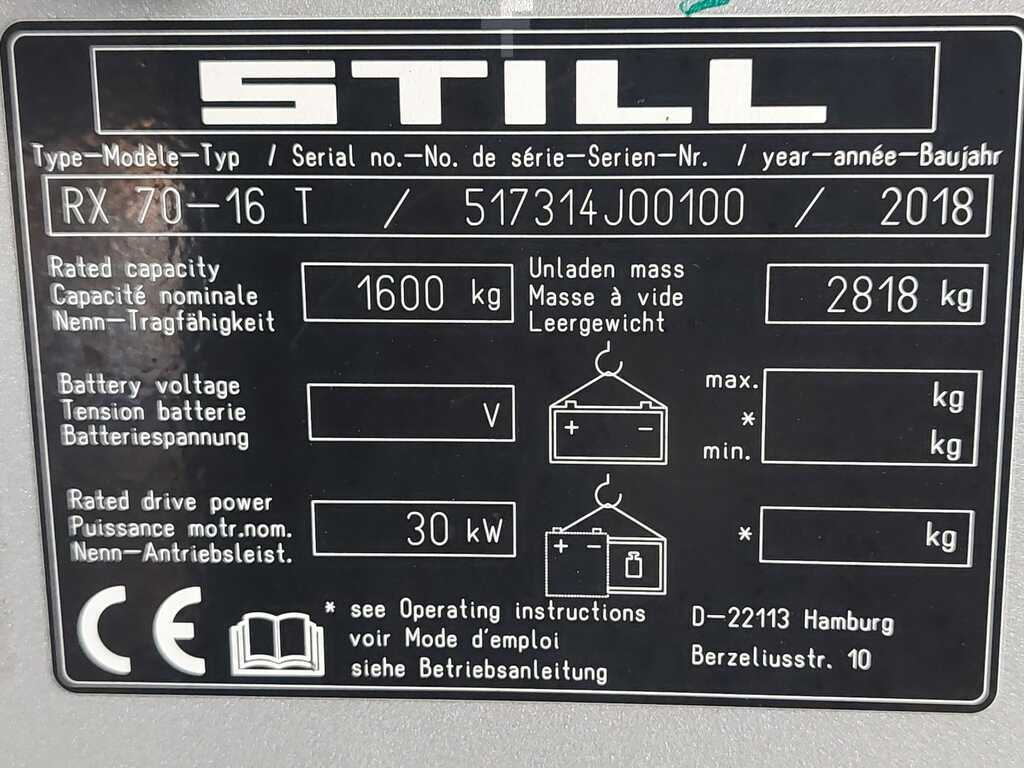 STILL
Type-Modèle-Typ / Serial no.-No. de série-Serien-Nr. / year-année-Baujahr
RX 70-16 T / 517314J00100 / 2018
Rated capacity
Capacité nominale
Nenn-Tragfähigkeit
1600 kg
Unladen mass
Masse à vide
Leergewicht
2818 kg
Battery voltage
Tension batterie
Batteriespannung
V
+ -
max.
*
min.
kg
kg
Rated drive power
Puissance motr.nom.
Nenn-Antriebsleist.
30 kW
+ -
* kg
CE
* see Operating instructions
voir Mode d'emploi
siehe Betriebsanleitung
D-22113 Hamburg
Berzeliusstr. 10